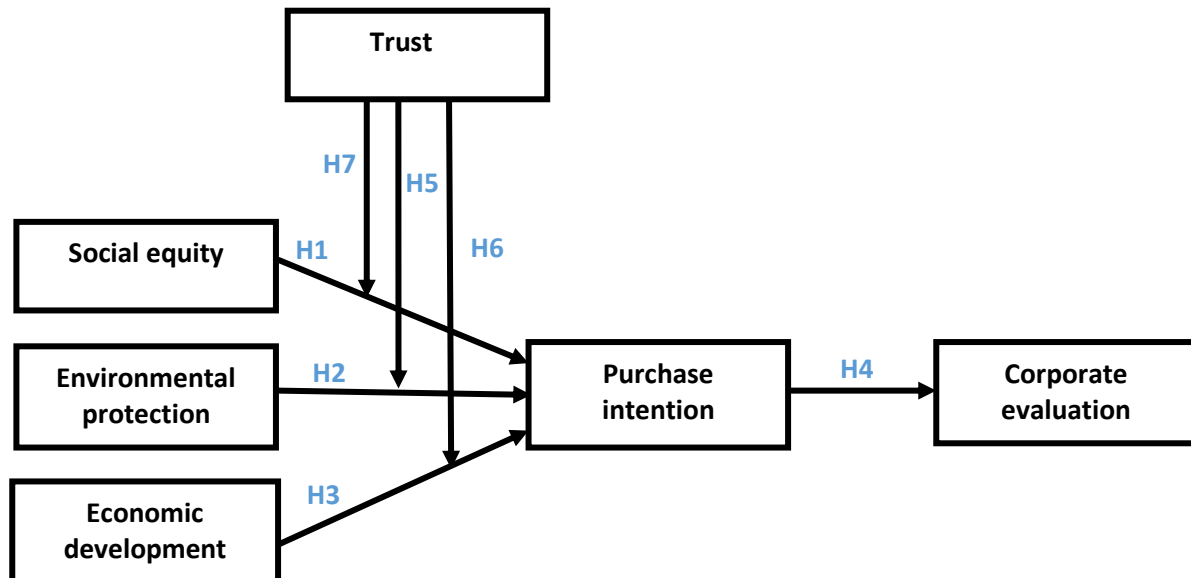 Trust
H7
H5
H6
Social equity
H1
Environmental
protection
H2
Purchase
intention
H4
Corporate
evaluation
Economic
development
H3